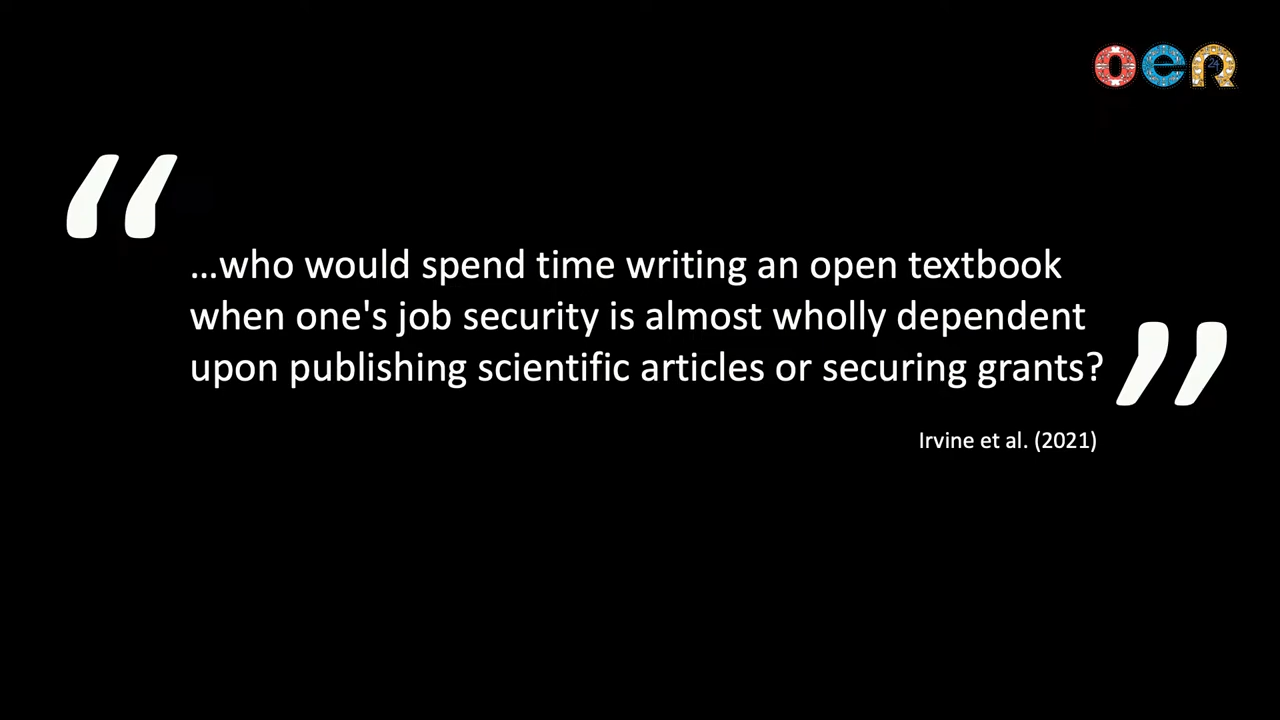 OER24
“
…who would spend time writing an open textbook
when one's job security is almost wholly dependent
upon publishing scientific articles or securing grants?
”
Irvine et al. (2021)